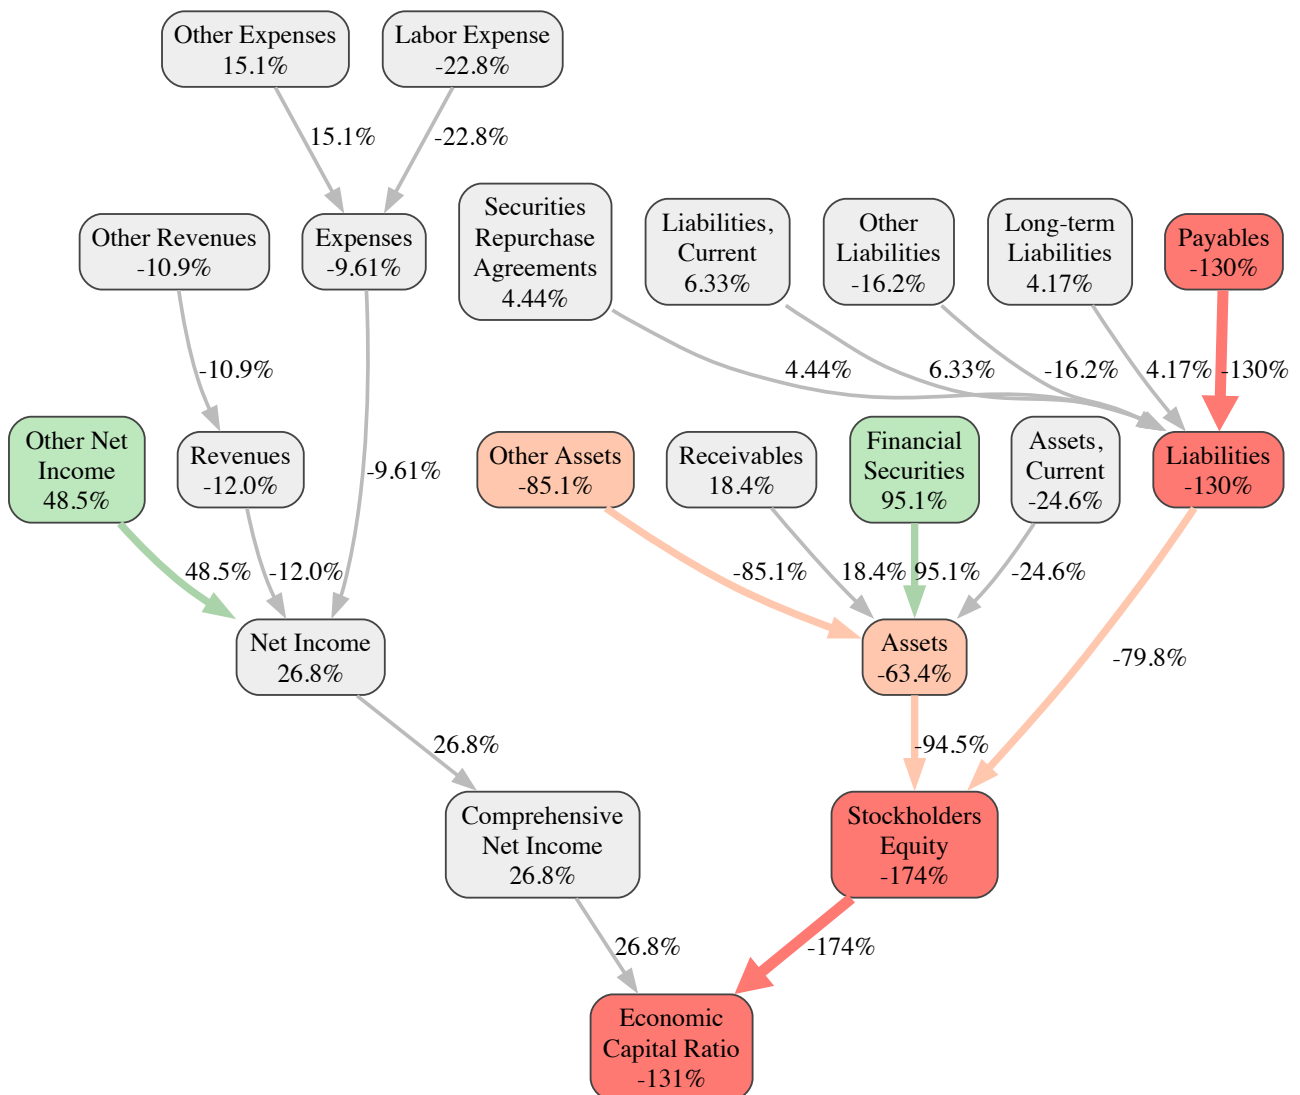 Other Expenses
15.1%
Labor Expense
-22.8%
15.1%
-22.8%
Other Revenues
-10.9%
Expenses
-9.61%
Securities
Repurchase
Agreements
4.44%
Liabilities,
Current
6.33%
Other
Liabilities
-16.2%
Long-term
Liabilities
4.17%
Payables
-130%
-10.9%
4.44%
6.33%
-16.2%
4.17%
-130%
Other Net
Income
48.5%
Revenues
-12.0%
-9.61%
Other Assets
-85.1%
Receivables
18.4%
Financial
Securities
95.1%
Assets,
Current
-24.6%
Liabilities
-130%
48.5%
-12.0%
-85.1%
18.4%
95.1%
-24.6%
Net Income
26.8%
Assets
-63.4%
-79.8%
26.8%
-94.5%
Comprehensive
Net Income
26.8%
Stockholders
Equity
-174%
26.8%
-174%
Economic
Capital Ratio
-131%